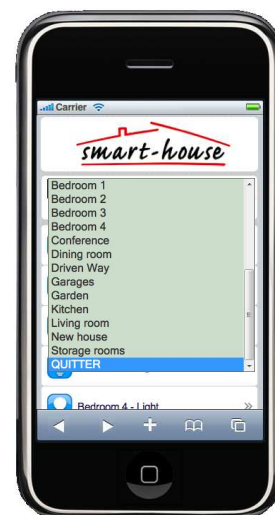 Carrier
smart-house
Bedroom 1
Bedroom 2
Bedroom 3
Bedroom 4
Conference
Dining room
Driven Way
Garages
Garden
Kitchen
Living room
New house
Storage rooms
QUITTER
Bedroom 4 - Light